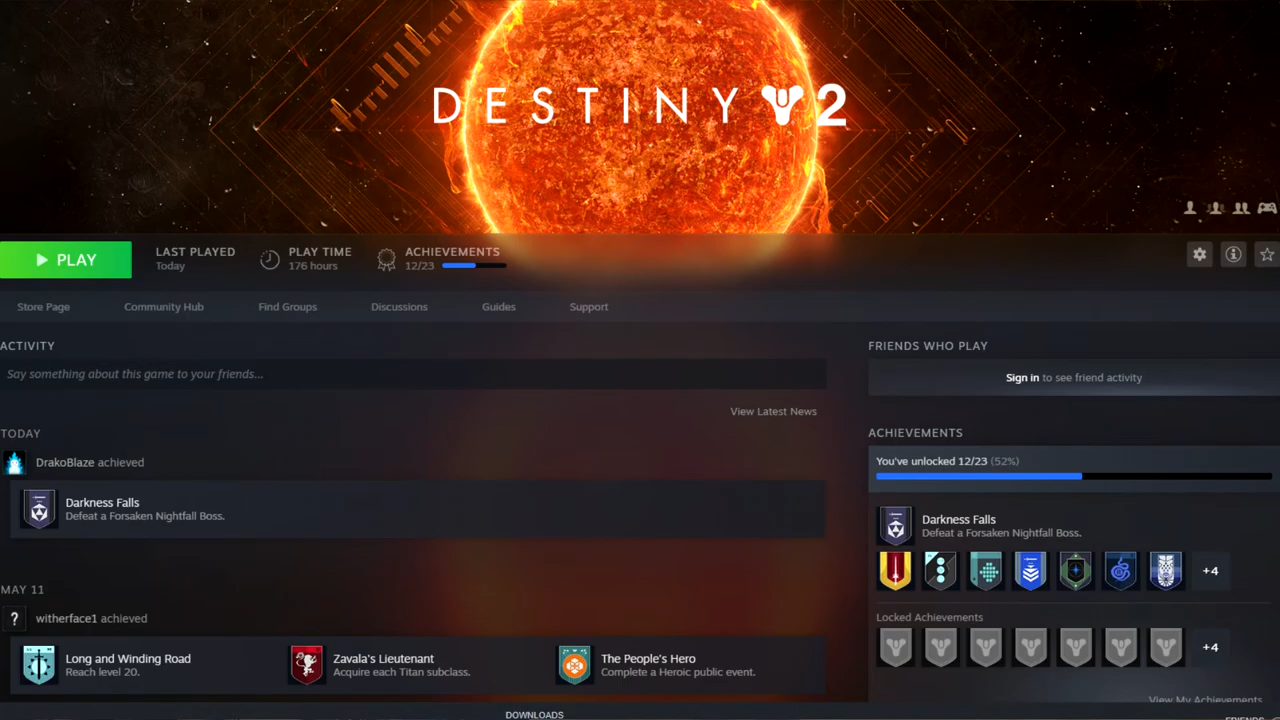 DESTINY 2
PLAY
LAST PLAYED
Today
PLAY TIME
176 hours
ACHIEVEMENTS
12/23
Store Page
Community Hub
Find Groups
Discussions
Guides
Support
ACTIVITY
Say something about this game to your friends...
View Latest News
TODAY
DrakoBlaze achieved
Darkness Falls
Defeat a Forsaken Nightfall Boss.
MAY 11
? witherface1 achieved
Long and Winding Road
Reach level 20.
Zavala's Lieutenant
Acquire each Titan subclass.
The People's Hero
Complete a Heroic public event.
FRIENDS WHO PLAY
Sign in to see friend activity
ACHIEVEMENTS
You've unlocked 12/23 (52%)
Darkness Falls
Defeat a Forsaken Nightfall Boss.
+4
Locked Achievements
+4
View My Achievements
DOWNLOADS
FRIENDS